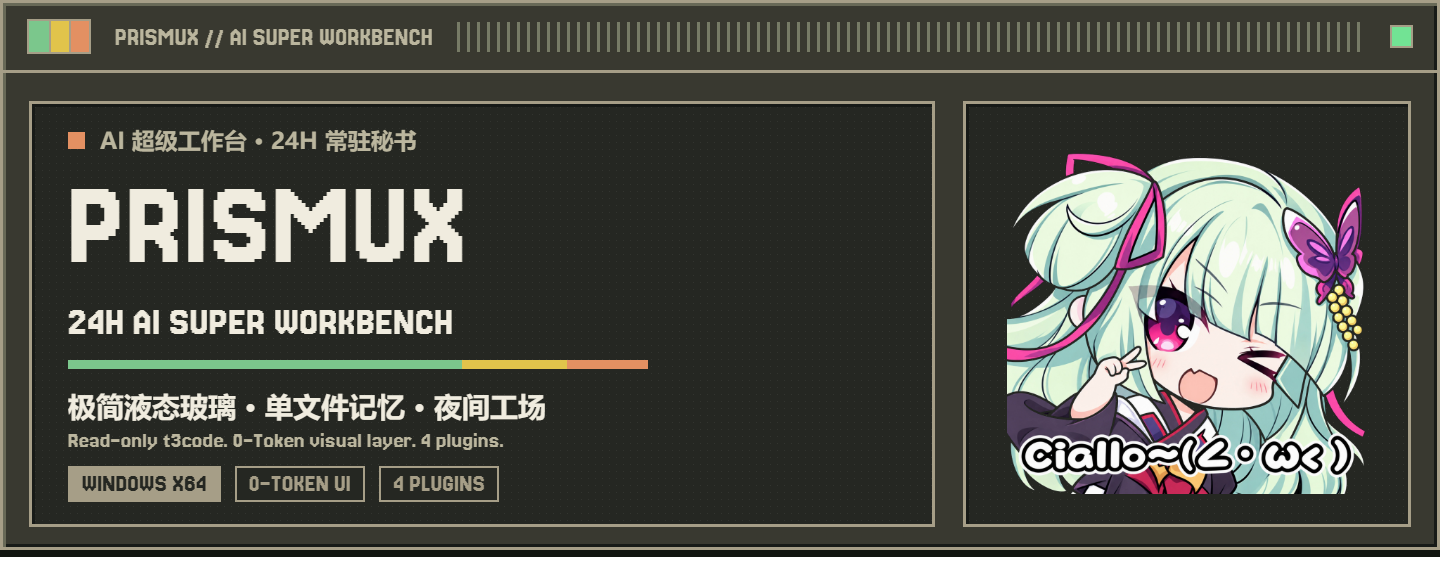 PRISMUX // AI SUPER WORKBENCH
AI 超级工作台 • 24H 常驻秘书
PRISMUX
24H AI SUPER WORKBENCH
极简液态玻璃 • 单文件记忆 • 夜间工场
Read-only t3code. 0-Token visual layer. 4 plugins.
WINDOWS X64
0-TOKEN UI
4 PLUGINS
Ciallo~(∠・ω< )